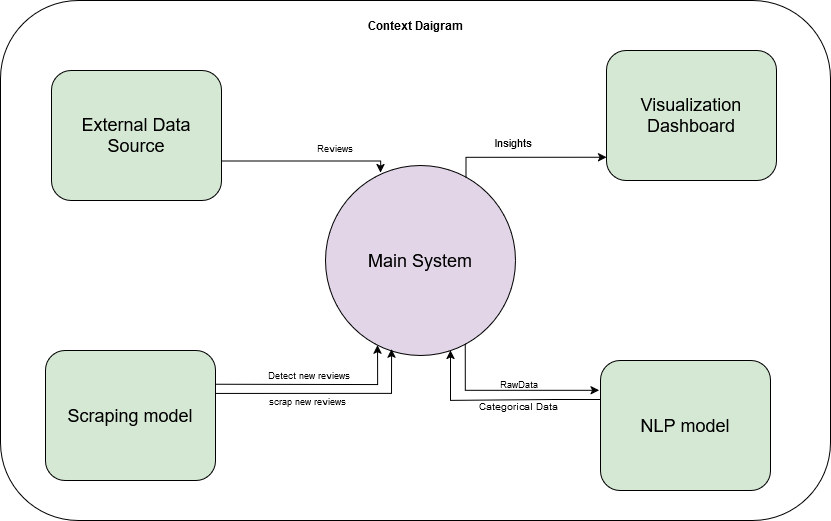 Context Daigram
External Data
Source
Reviews
Insights
Visualization
Dashboard
Main System
Scraping model
Detect new reviews
scrap new reviews
RawData
Categorical Data
NLP model